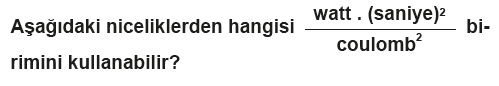 Aşağıdaki niceliklerden hangisi watt . (saniye)² / coulomb² bi-
rimini kullanabilir?